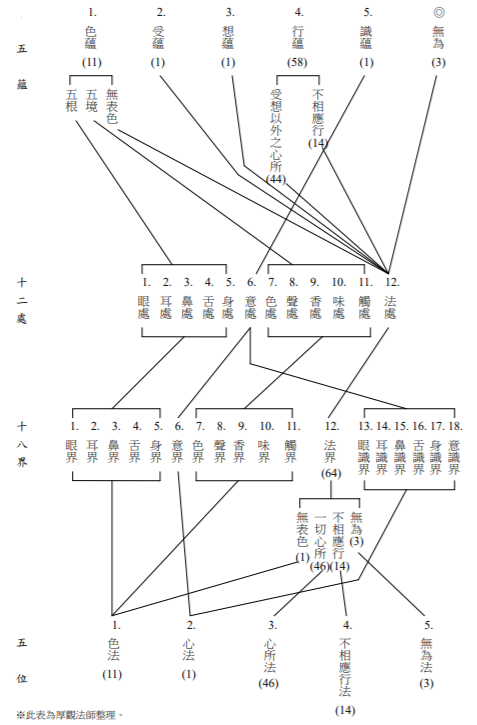 五蘊
1. 色蘊 (11)
2. 受蘊 (1)
3. 想蘊 (1)
4. 行蘊 (58)
5. 識蘊 (1)
◎ 無為 (3)
五根
五境
無表色
受想以外之心所 (44)
不相應行 (14)
十二處
1. 眼處
2. 耳處
3. 鼻處
4. 舌處
5. 身處
6. 意處
7. 色處
8. 聲處
9. 香處
10. 味處
11. 觸處
12. 法處
十八界
1. 眼界
2. 耳界
3. 鼻界
4. 舌界
5. 身界
6. 意界
7. 色界
8. 聲界
9. 香界
10. 味界
11. 觸界
12. 法界 (64)
13. 眼識界
14. 耳識界
15. 鼻識界
16. 舌識界
17. 身識界
18. 意識界
無表色 (1)
一切心所 (46)
不相應行 (14)
無為 (3)
五位
1. 色法 (11)
2. 心法 (1)
3. 心所法 (46)
4. 不相應行法 (14)
5. 無為法 (3)
※此表為厚觀法師整理。